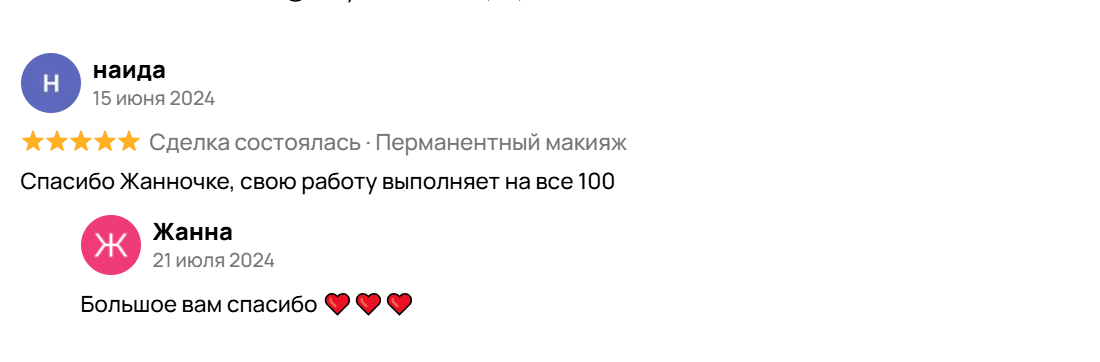 Н
наида
15 июня 2024
Сделка состоялась · Перманентный макияж
Спасибо Жанночке, свою работу выполняет на все 100
Ж
Жанна
21 июля 2024
Большое вам спасибо ❤️❤️❤️